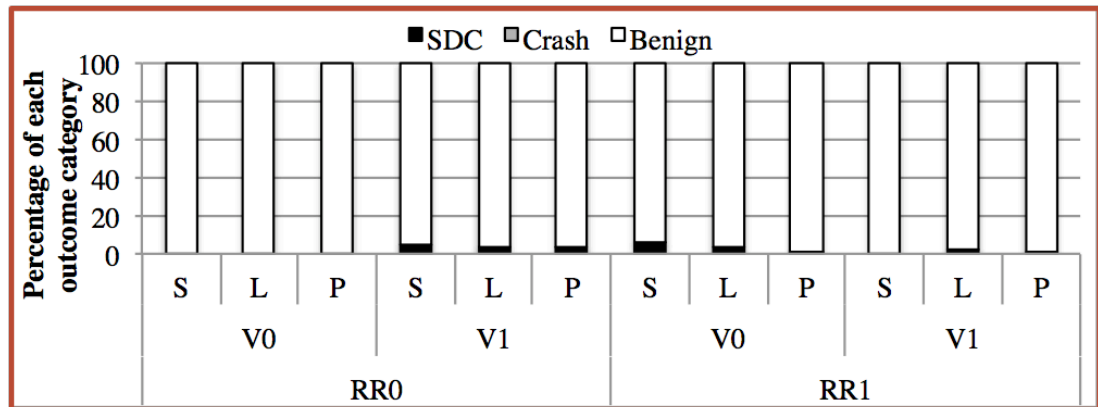 SDC Crash Benign
Percentage of each
outcome category
100
80
60
40
20
0
S L P S L P S L P S L P
V0 V1 V0 V1
RR0 RR1